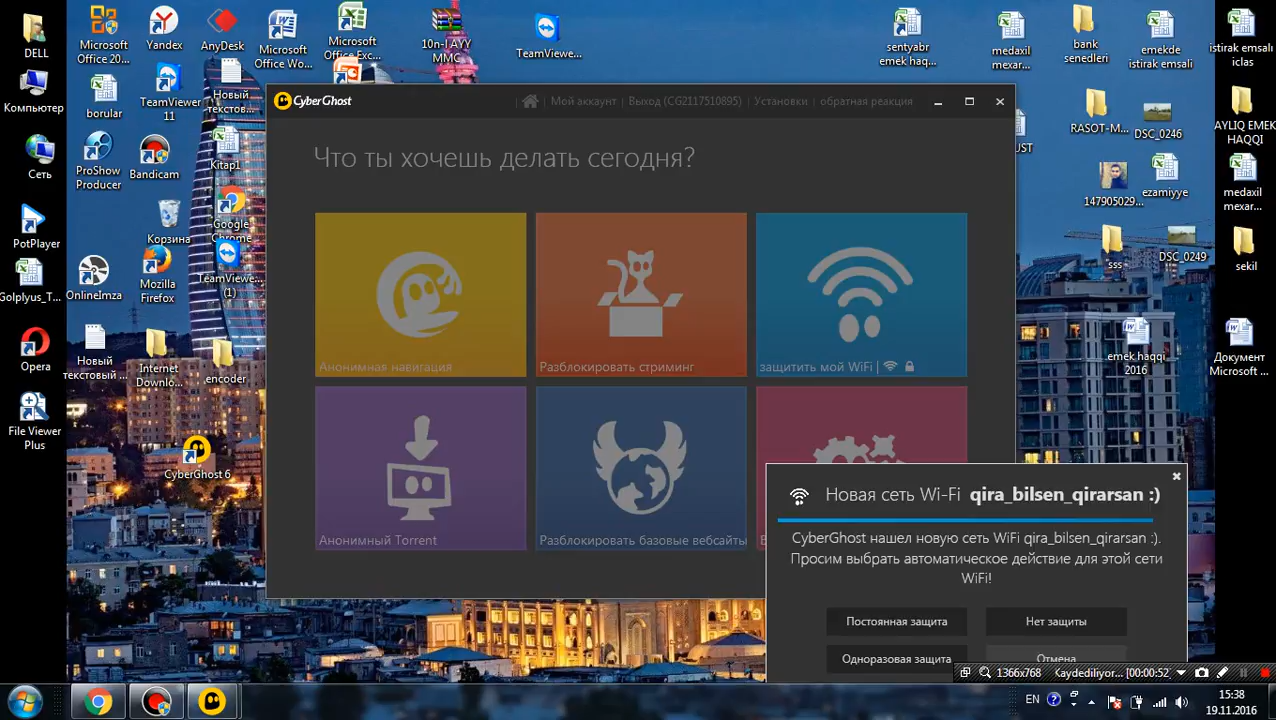 DELL
Компьютер
Сеть
PotPlayer
Golplyus_T...
Opera
File Viewer
Plus
Microsoft
Office 20...
borular
ProShow
Producer
OnlineImza
Новый
текстовый ...
Yandex
TeamViewer
11
Bandicam
Корзина
Mozilla
Firefox
Internet
Downlo...
CyberGhost 6
AnyDesk
Новый
текстов...
Kitap1
Google
Chrome
TeamViewe...
(1)
encoder
Microsoft
Office Wo...
Microsoft
Office Exc...
10n-I AYY
MMC
TeamViewe...
sentyabr
emek haq...
medaxil
mexar...
bank
senedleri
emekde
istirak emsali
istirak emsali
iclas
UST
RASOT-M...
DSC_0246
AYLIQ EMEK
HAQQI
147905029...
ezamiyye
medaxil
mexar...
sss
DSC_0249
sekil
emek haqqi
2016
Документ
Microsoft ...
CyberGhost
Мой аккаунт | Выход (CG2117510895) | Установки | обратная реакция
Что ты хочешь делать сегодня?
Анонимная навигация
Разблокировать стриминг
защитить мой WiFi |
Анонимный Torrent
Разблокировать базовые вебсайты
Новая сеть Wi-Fi qira_bilsen_qirarsan :)
CyberGhost нашел новую сеть WiFi qira_bilsen_qirarsan :).
Просим выбрать автоматическое действие для этой сети
WiFi!
Постоянная защита
Нет защиты
Одноразовая защита
Отмена
1366x768 Kaydediliyor... [00:00:52]
EN
15:38
19.11.2016